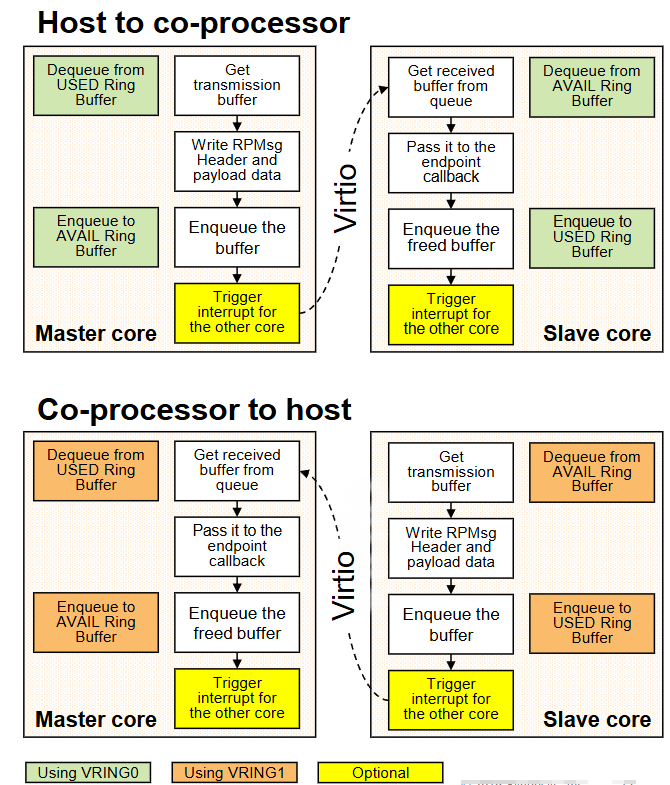 Host to co-processor
Dequeue from
USED Ring
Buffer
Get
transmission
buffer
Write RPMsg
Header and
payload data
Enqueue to
AVAIL Ring
Buffer
Enqueue the
buffer
Trigger
interrupt for
the other core
Master core
Virtio
Get received
buffer from
queue
Dequeue from
AVAIL Ring
Buffer
Pass it to the
endpoint
callback
Enqueue the
freed buffer
Enqueue to
USED Ring
Buffer
Trigger
interrupt for
the other core
Slave core
Co-processor to host
Dequeue from
USED Ring
Buffer
Get received
buffer from
queue
Pass it to the
endpoint
callback
Enqueue to
AVAIL Ring
Buffer
Enqueue the
freed buffer
Trigger
interrupt for
the other core
Master core
Virtio
Get
transmission
buffer
Dequeue from
AVAIL Ring
Buffer
Write RPMsg
Header and
payload data
Enqueue the
buffer
Enqueue to
USED Ring
Buffer
Trigger
interrupt for
the other core
Slave core
Using VRING0
Using VRING1
Optional